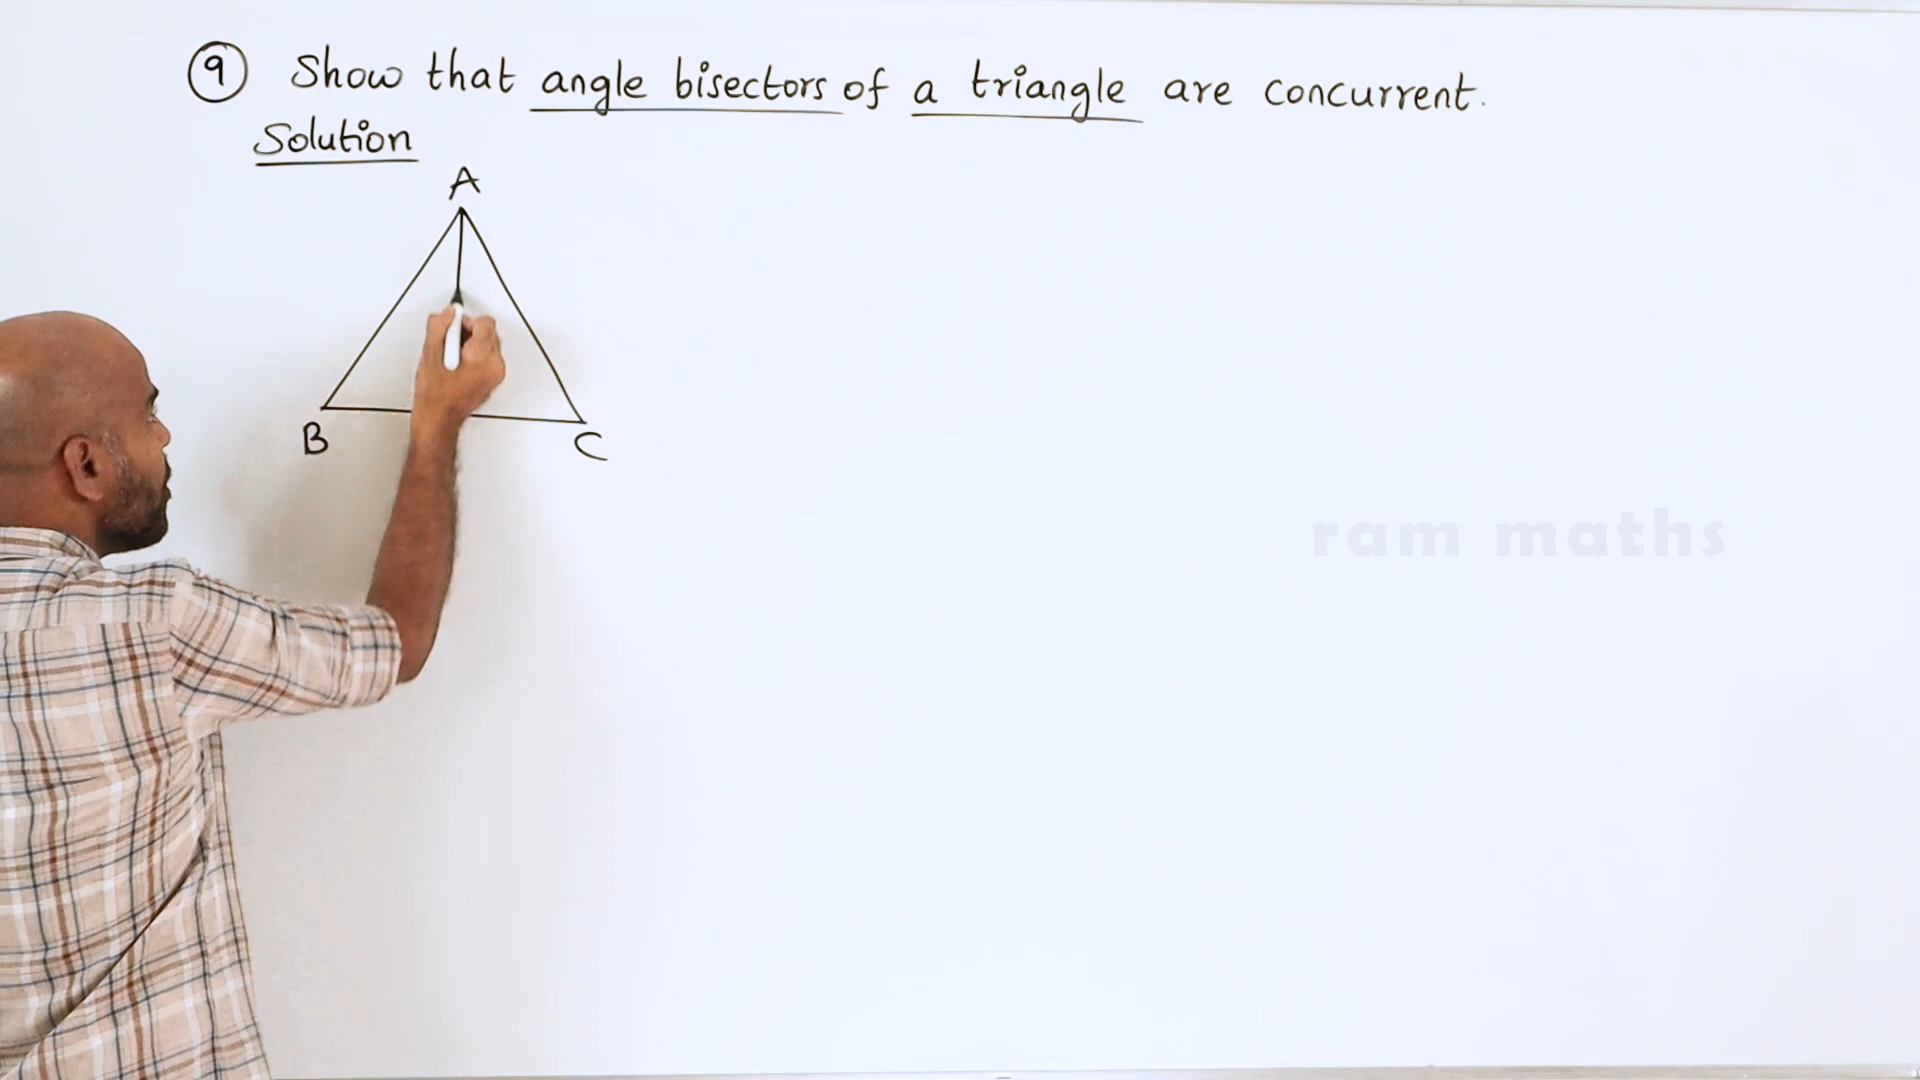 9 Show that angle bisectors of a triangle are concurrent.
Solution
A
B
C
ram maths